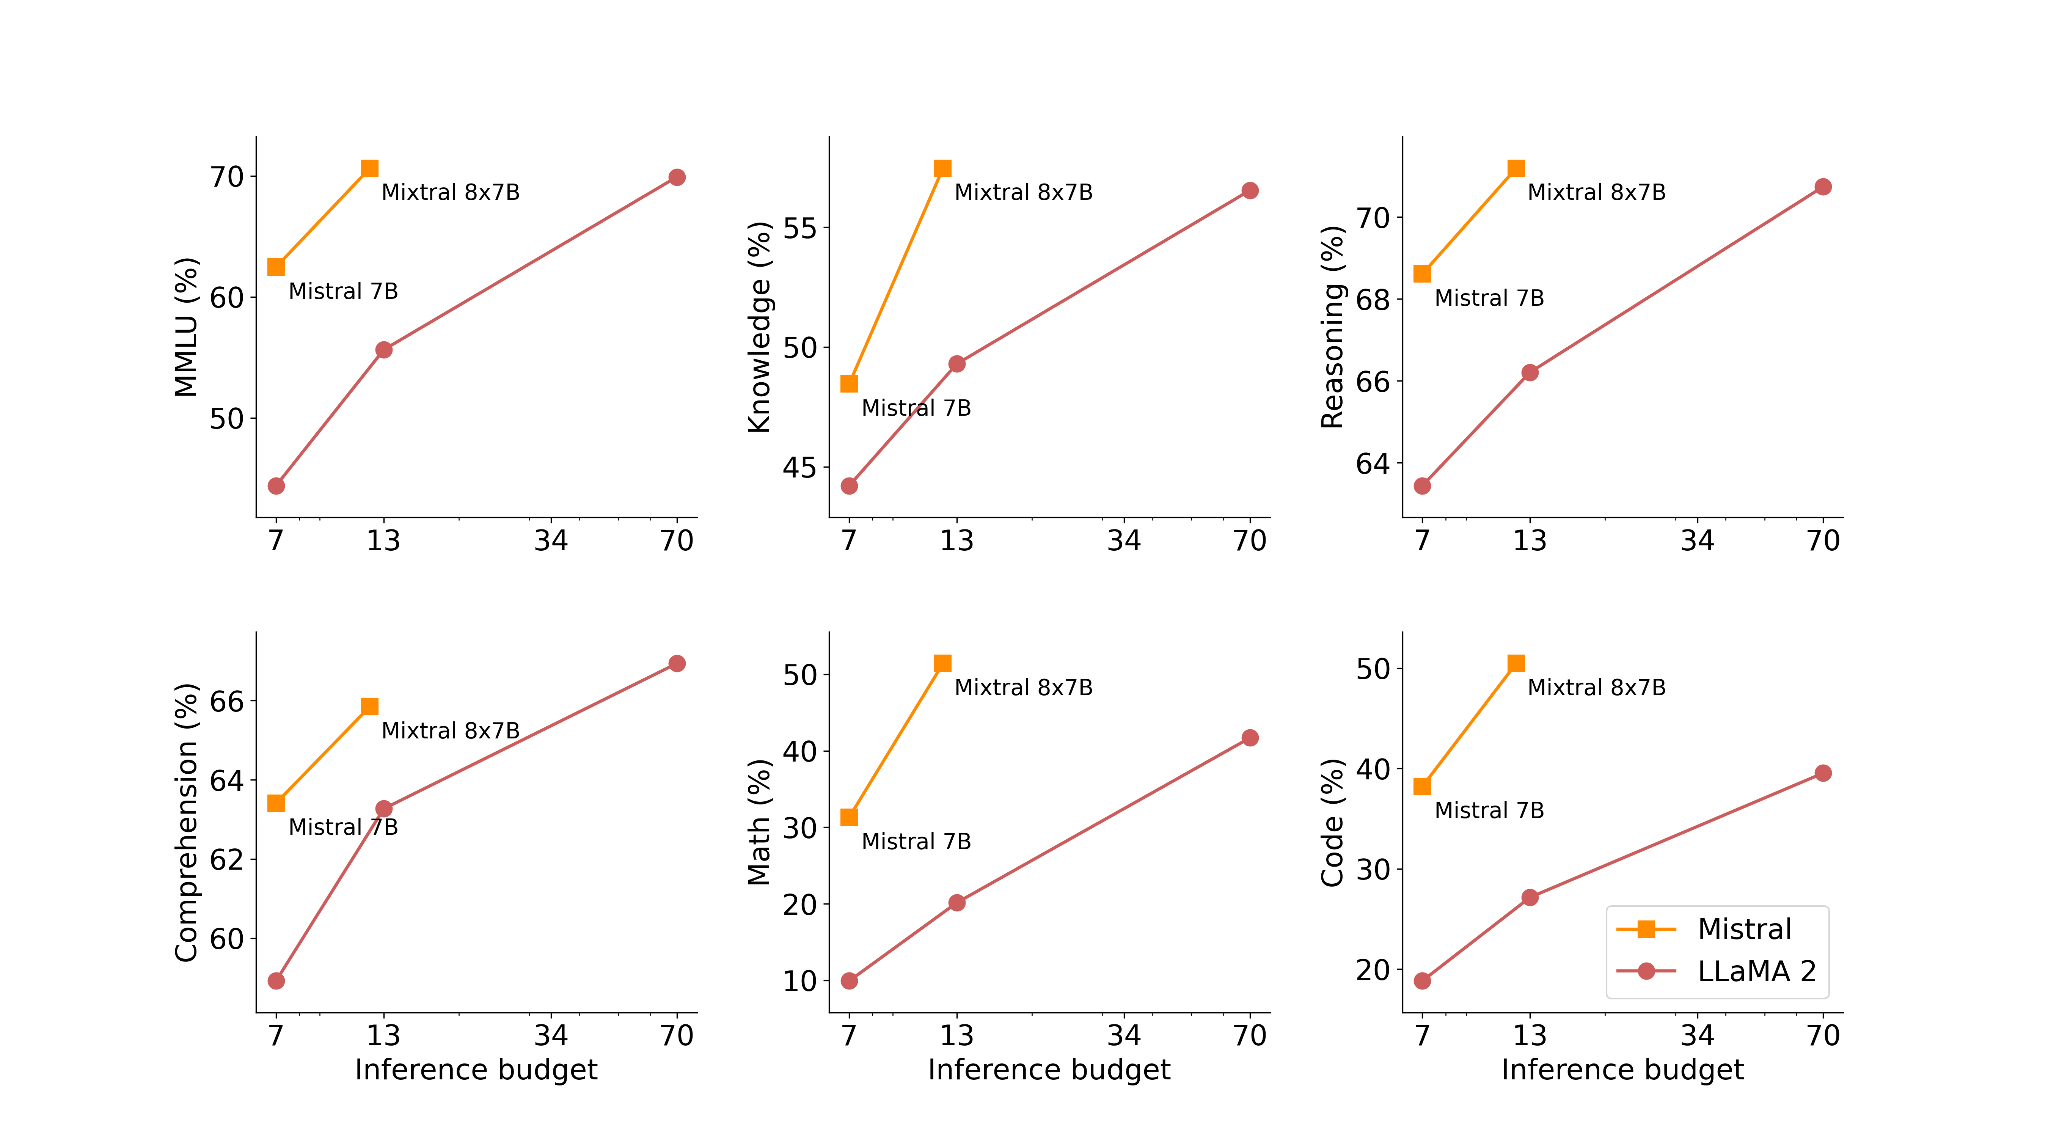 MMLU (%)
70
60
50
Mixtral 8x7B
Mistral 7B
7 13 34 70
Knowledge (%)
55
50
45
Mixtral 8x7B
Mistral 7B
7 13 34 70
Reasoning (%)
70
68
66
64
Mixtral 8x7B
Mistral 7B
7 13 34 70
Comprehension (%)
66
64
62
60
Mixtral 8x7B
Mistral 7B
7 13 34 70
Inference budget
Math (%)
50
40
30
20
10
Mixtral 8x7B
Mistral 7B
7 13 34 70
Inference budget
Code (%)
50
40
30
20
Mixtral 8x7B
Mistral 7B
Mistral
LLaMA 2
7 13 34 70
Inference budget